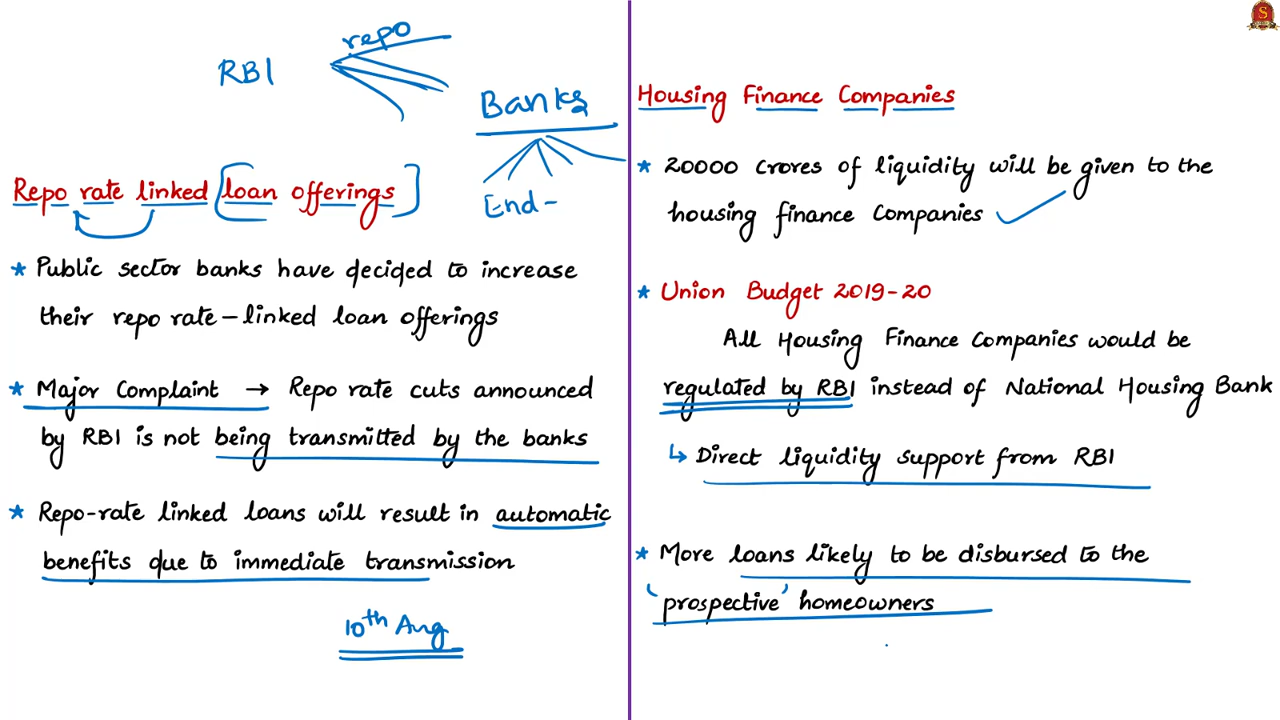 repo
RBI
Banks
End-
Repo rate linked [loan offerings]
* Public sector banks have decided to increase
their repo rate-linked loan offerings
* Major Complaint → Repo rate cuts announced
by RBI is not being transmitted by the banks
* Repo-rate linked loans will result in automatic
benefits due to immediate transmission
10th Aug
Housing Finance Companies
* 20000 crores of liquidity will be given to the
housing finance Companies ✓
* Union Budget 2019-20
All Housing Finance Companies would be
regulated by RBI instead of National Housing Bank
↳ Direct liquidity support from RBI
* More loans likely to be disbursed to the
'prospective' homeowners